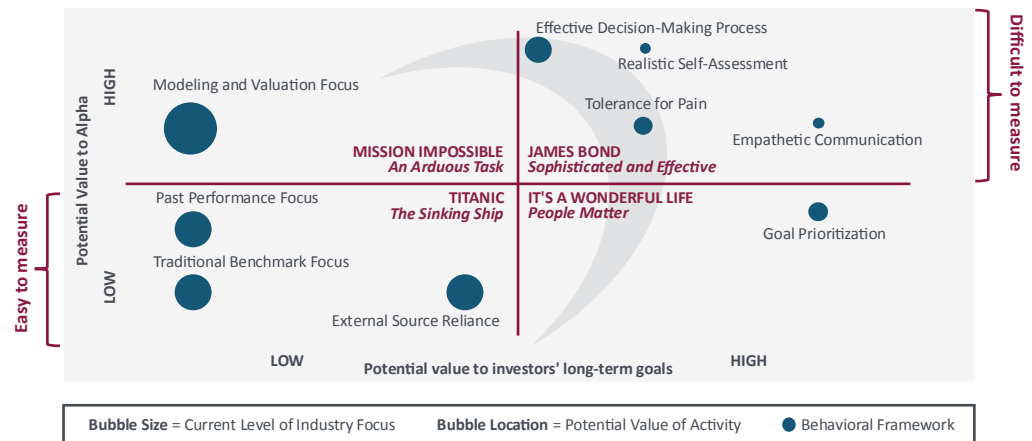 Effective Decision-Making Process
Realistic Self-Assessment
Modeling and Valuation Focus
Tolerance for Pain
Empathetic Communication
MISSION IMPOSSIBLE
An Arduous Task
JAMES BOND
Sophisticated and Effective
TITANIC
The Sinking Ship
IT'S A WONDERFUL LIFE
People Matter
Past Performance Focus
Goal Prioritization
Traditional Benchmark Focus
External Source Reliance
HIGH
LOW
Potential Value to Alpha
Easy to measure
Difficult to measure
LOW
Potential value to investors' long-term goals
HIGH
Bubble Size = Current Level of Industry Focus
Bubble Location = Potential Value of Activity
Behavioral Framework